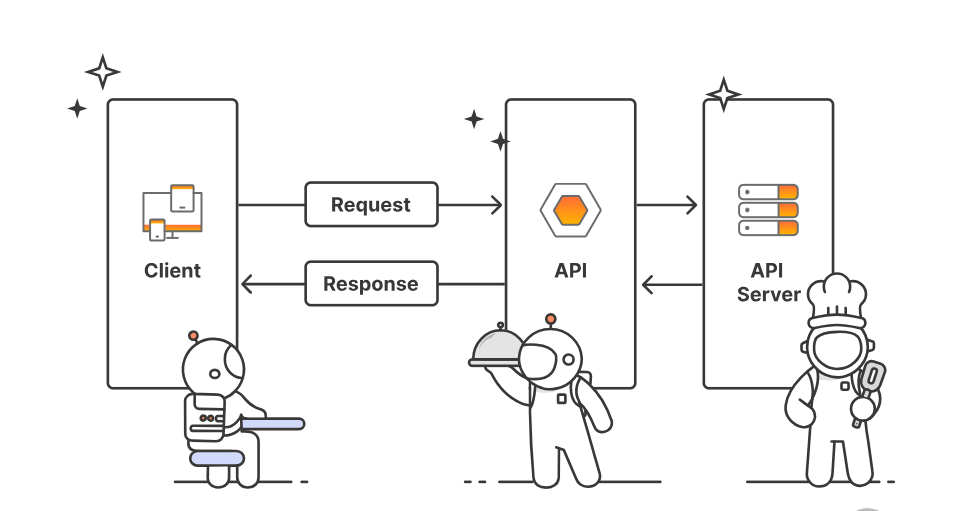 Request
Response
Client
API
API
Server